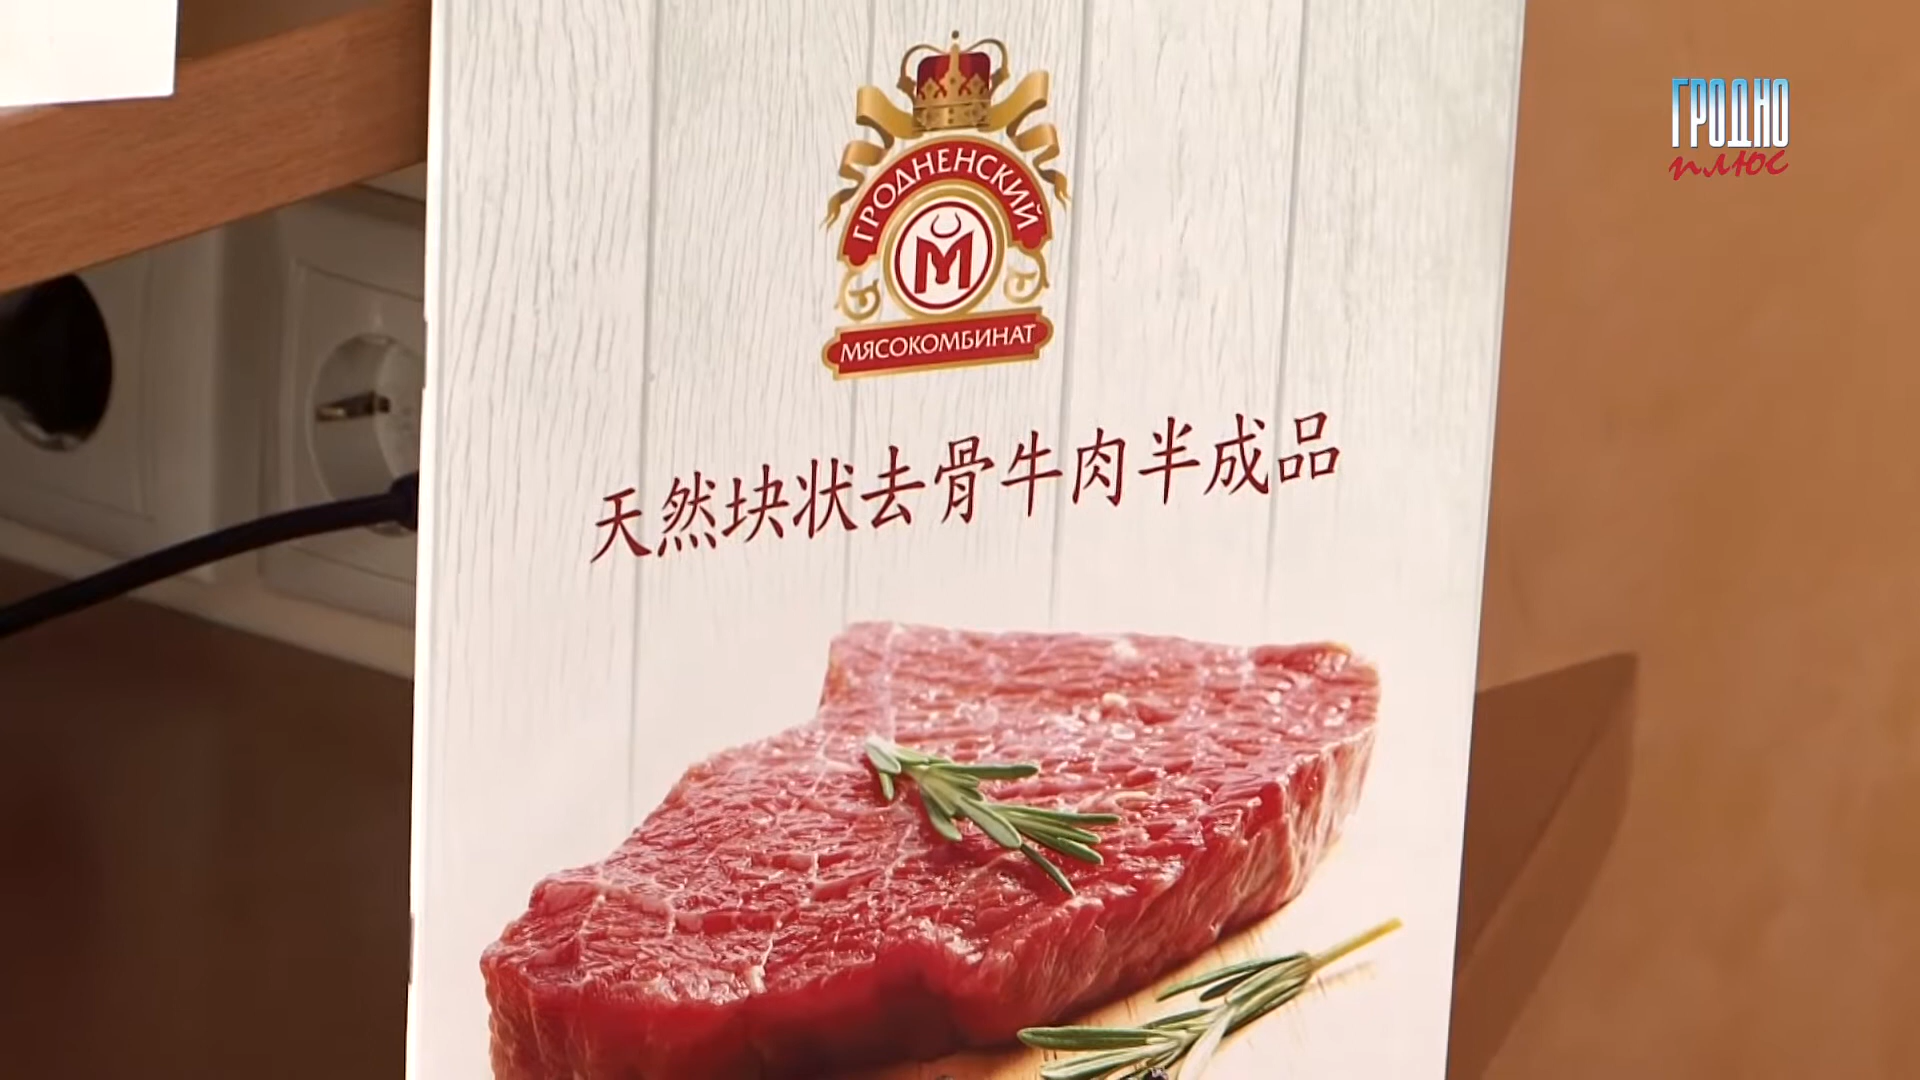 ГРОДНО
плюс
ГРОДНЕНСКИЙ
М
МЯСОКОМБИНАТ
天然块状去骨牛肉半成品